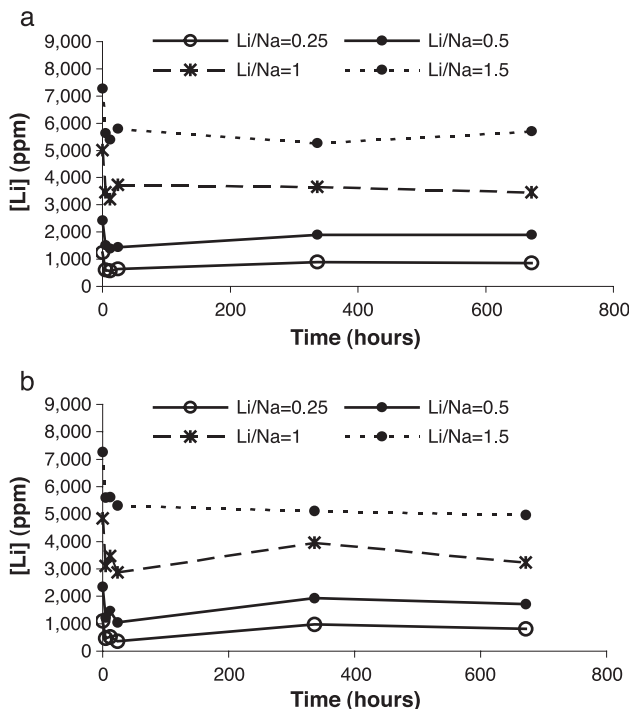 a
9,000
8,000
7,000
6,000
5,000
4,000
3,000
2,000
1,000
0
[Li] (ppm)
Li/Na=0.25
Li/Na=0.5
Li/Na=1
Li/Na=1.5
0
200
400
600
800
Time (hours)
b
9,000
8,000
7,000
6,000
5,000
4,000
3,000
2,000
1,000
0
[Li] (ppm)
Li/Na=0.25
Li/Na=0.5
Li/Na=1
Li/Na=1.5
0
200
400
600
800
Time (hours)